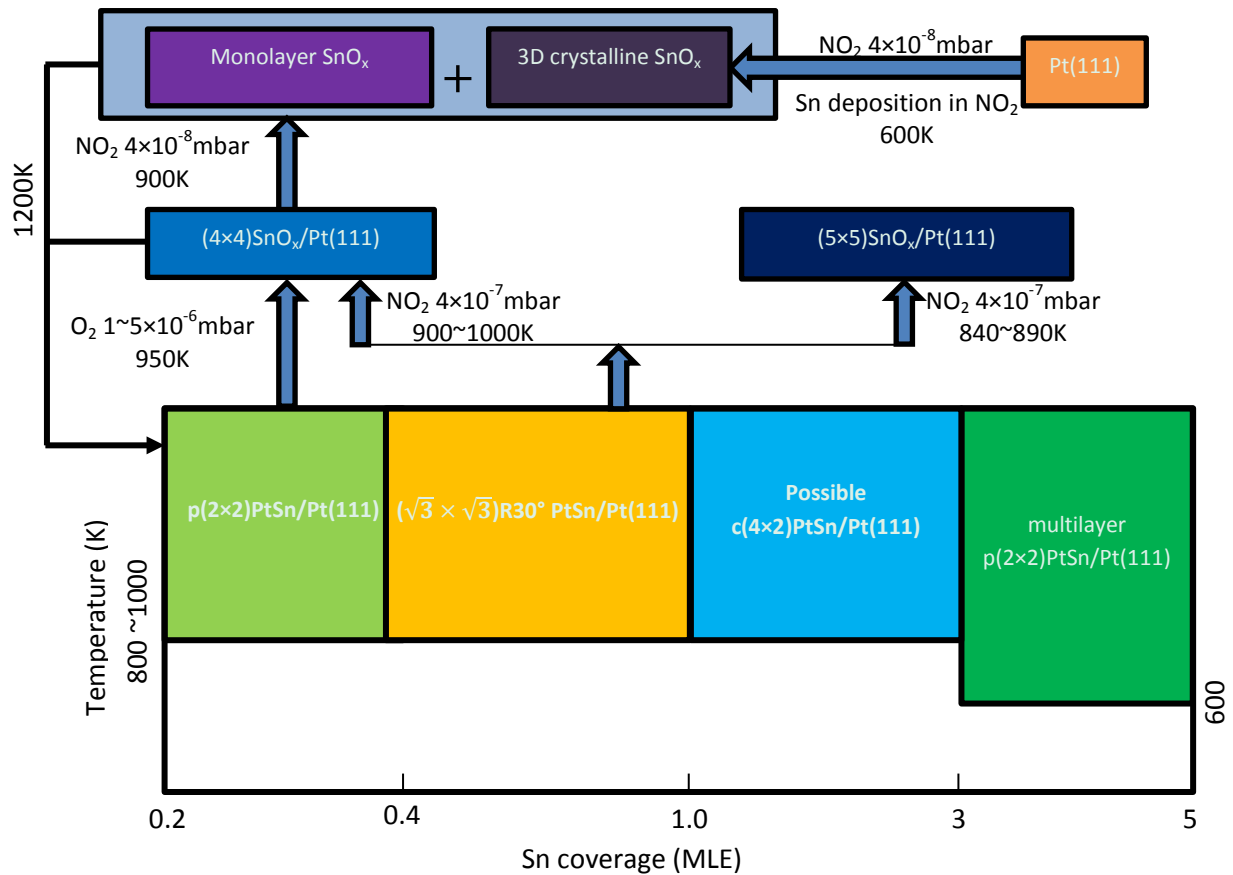 Monolayer SnOₓ
+
3D crystalline SnOₓ
NO₂ 4×10⁻⁸mbar
Sn deposition in NO₂
600K
Pt(111)
NO₂ 4×10⁻⁸mbar
900K
1200K
(4×4)SnOₓ/Pt(111)
(5×5)SnOₓ/Pt(111)
O₂ 1~5×10⁻⁶mbar
950K
NO₂ 4×10⁻⁷mbar
900~1000K
NO₂ 4×10⁻⁷mbar
840~890K
p(2×2)PtSn/Pt(111)
(√3 × √3)R30° PtSn/Pt(111)
Possible
c(4×2)PtSn/Pt(111)
multilayer
p(2×2)PtSn/Pt(111)
Temperature (K)
800 ~1000
600
0.2
0.4
1.0
3
5
Sn coverage (MLE)